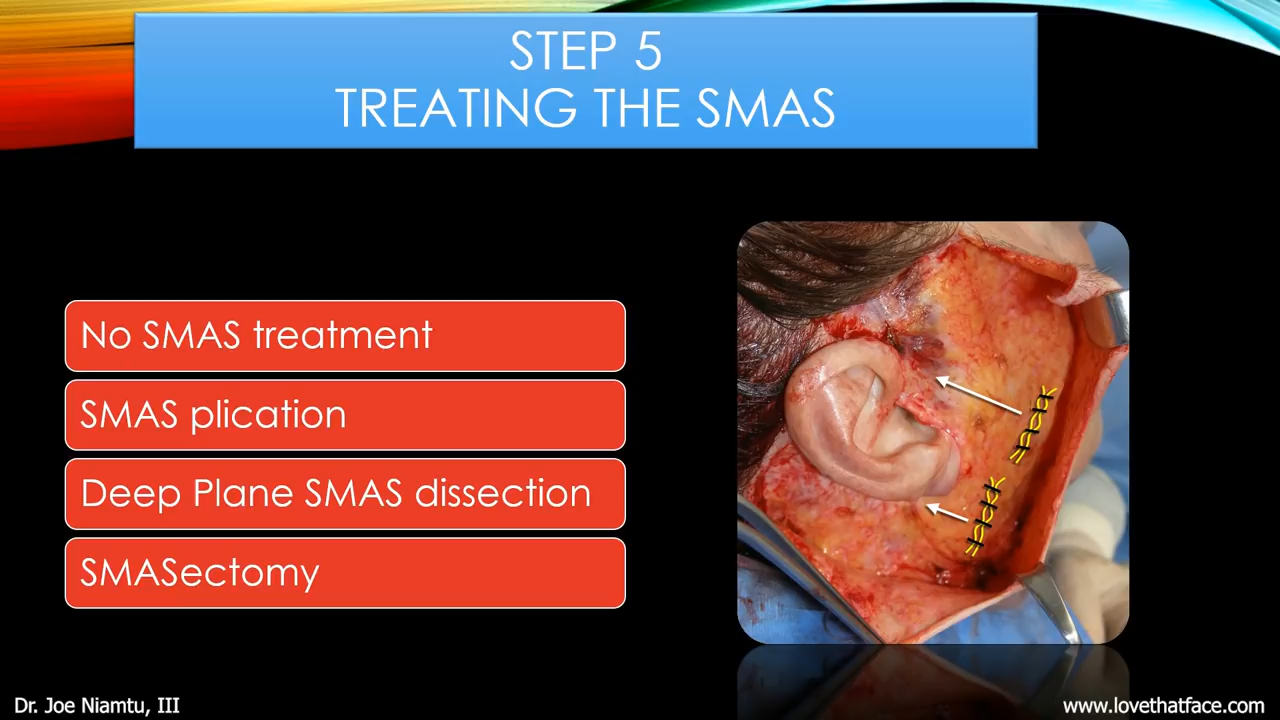 STEP 5
TREATING THE SMAS
No SMAS treatment
SMAS plication
Deep Plane SMAS dissection
SMASectomy
Dr. Joe Niamtu, III
www.lovethatface.com